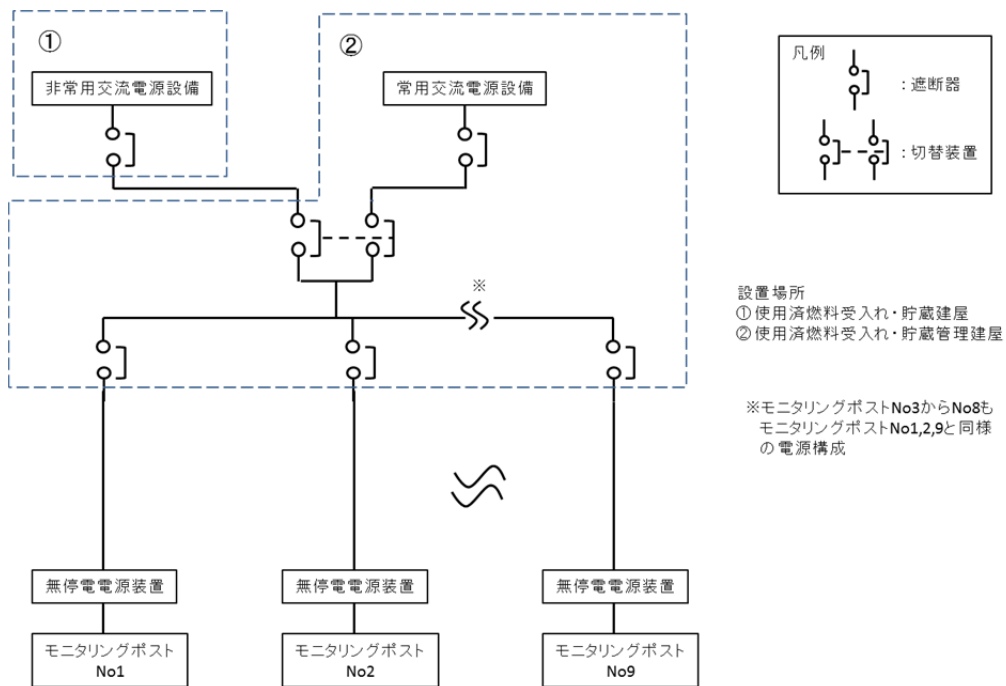 ①
②
非常用交流電源設備
常用交流電源設備
凡例
：遮断器
：切替装置
※
設置場所
①使用済燃料受入れ・貯蔵建屋
②使用済燃料受入れ・貯蔵管理建屋
※モニタリングポストNo3からNo8も
モニタリングポストNo1,2,9と同様
の電源構成
無停電電源装置
無停電電源装置
無停電電源装置
モニタリングポスト
No1
モニタリングポスト
No2
モニタリングポスト
No9